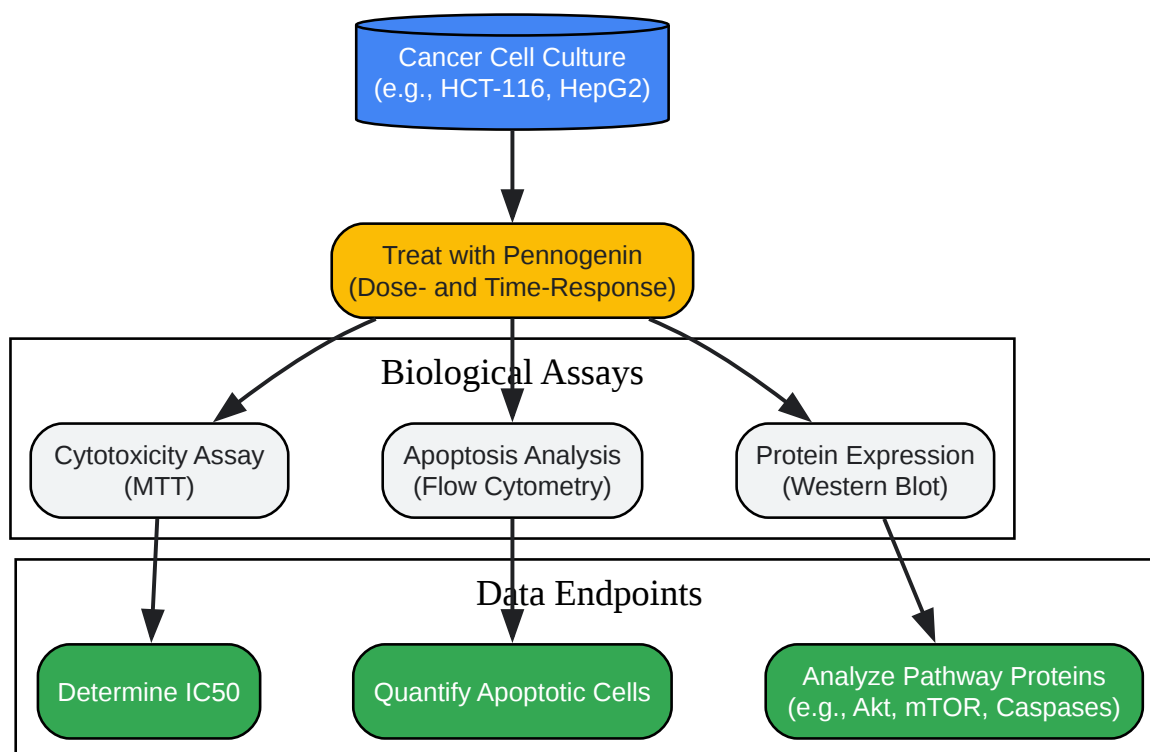 Cancer Cell Culture
(e.g., HCT-116, HepG2)
Treat with Pennogenin
(Dose- and Time-Response)
Biological Assays
Cytotoxicity Assay
(MTT)
Apoptosis Analysis
(Flow Cytometry)
Protein Expression
(Western Blot)
Data Endpoints
Determine IC50
Quantify Apoptotic Cells
Analyze Pathway Proteins
(e.g., Akt, mTOR, Caspases)